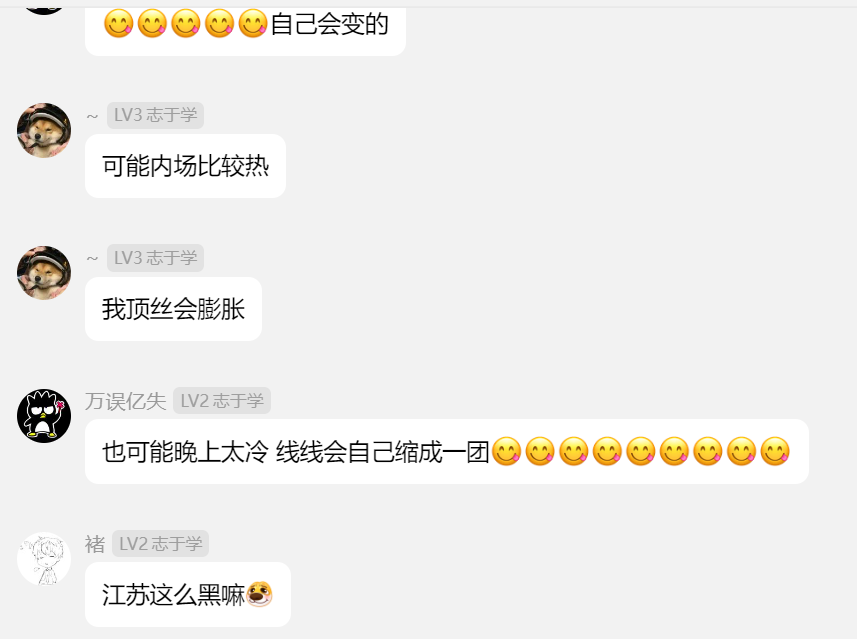 😋😋😋😋😋自己会变的
~ LV3 志于学
可能内场比较热
~ LV3 志于学
我顶丝会膨胀
万误亿失 LV2 志于学
也可能晚上太冷 线线会自己缩成一团😋😋😋😋😋😋😋😋😋
褚 LV2 志于学
江苏这么黑嘛